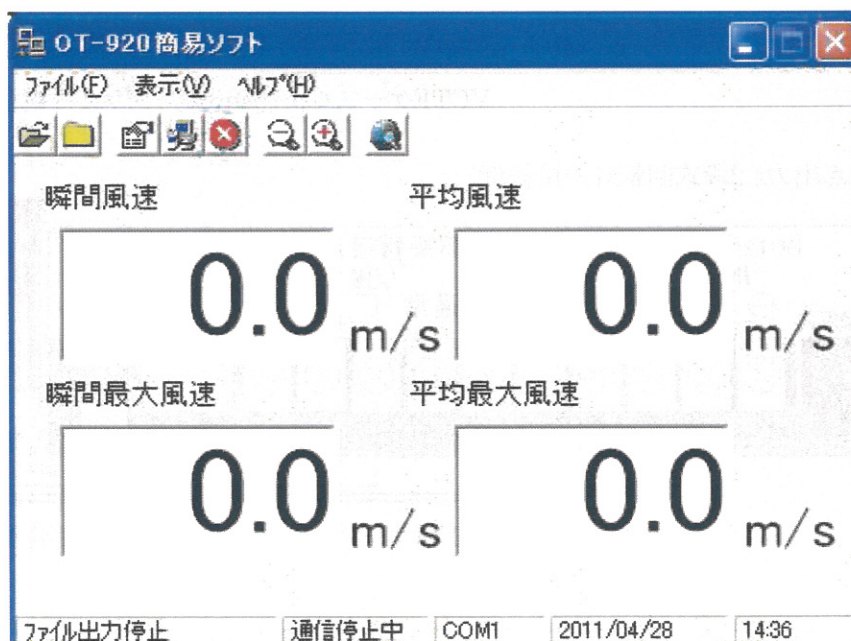 OT-920簡易ソフト
ﾌｧｲﾙ(F) 表示(V) ﾍﾙﾌﾟ(H)
瞬間風速 平均風速
0.0 m/s 0.0 m/s
瞬間最大風速 平均最大風速
0.0 m/s 0.0 m/s
ﾌｧｲﾙ出力停止 通信停止中 COM1 2011/04/28 14:36